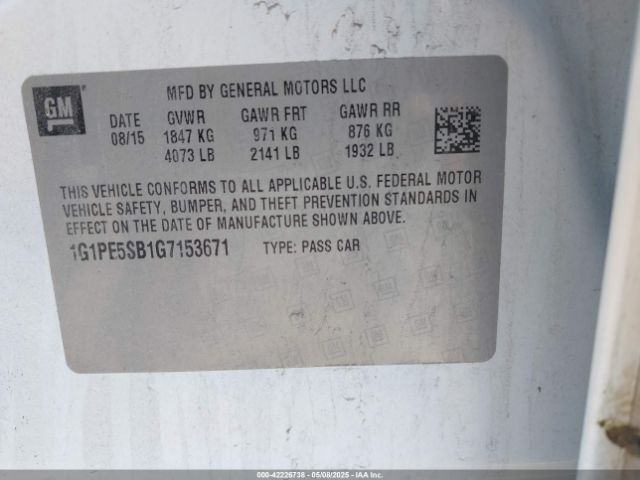 GM
MFD BY GENERAL MOTORS LLC
DATE GVWR GAWR FRT GAWR RR
08/15 1847 KG 971 KG 876 KG
4073 LB 2141 LB 1932 LB
THIS VEHICLE CONFORMS TO ALL APPLICABLE U.S. FEDERAL MOTOR
VEHICLE SAFETY, BUMPER, AND THEFT PREVENTION STANDARDS IN
EFFECT ON THE DATE OF MANUFACTURE SHOWN ABOVE.
1G1PE5SB1G7153671 TYPE: PASS CAR
000-42226738 - 05/08/2025 - IAAI.COM